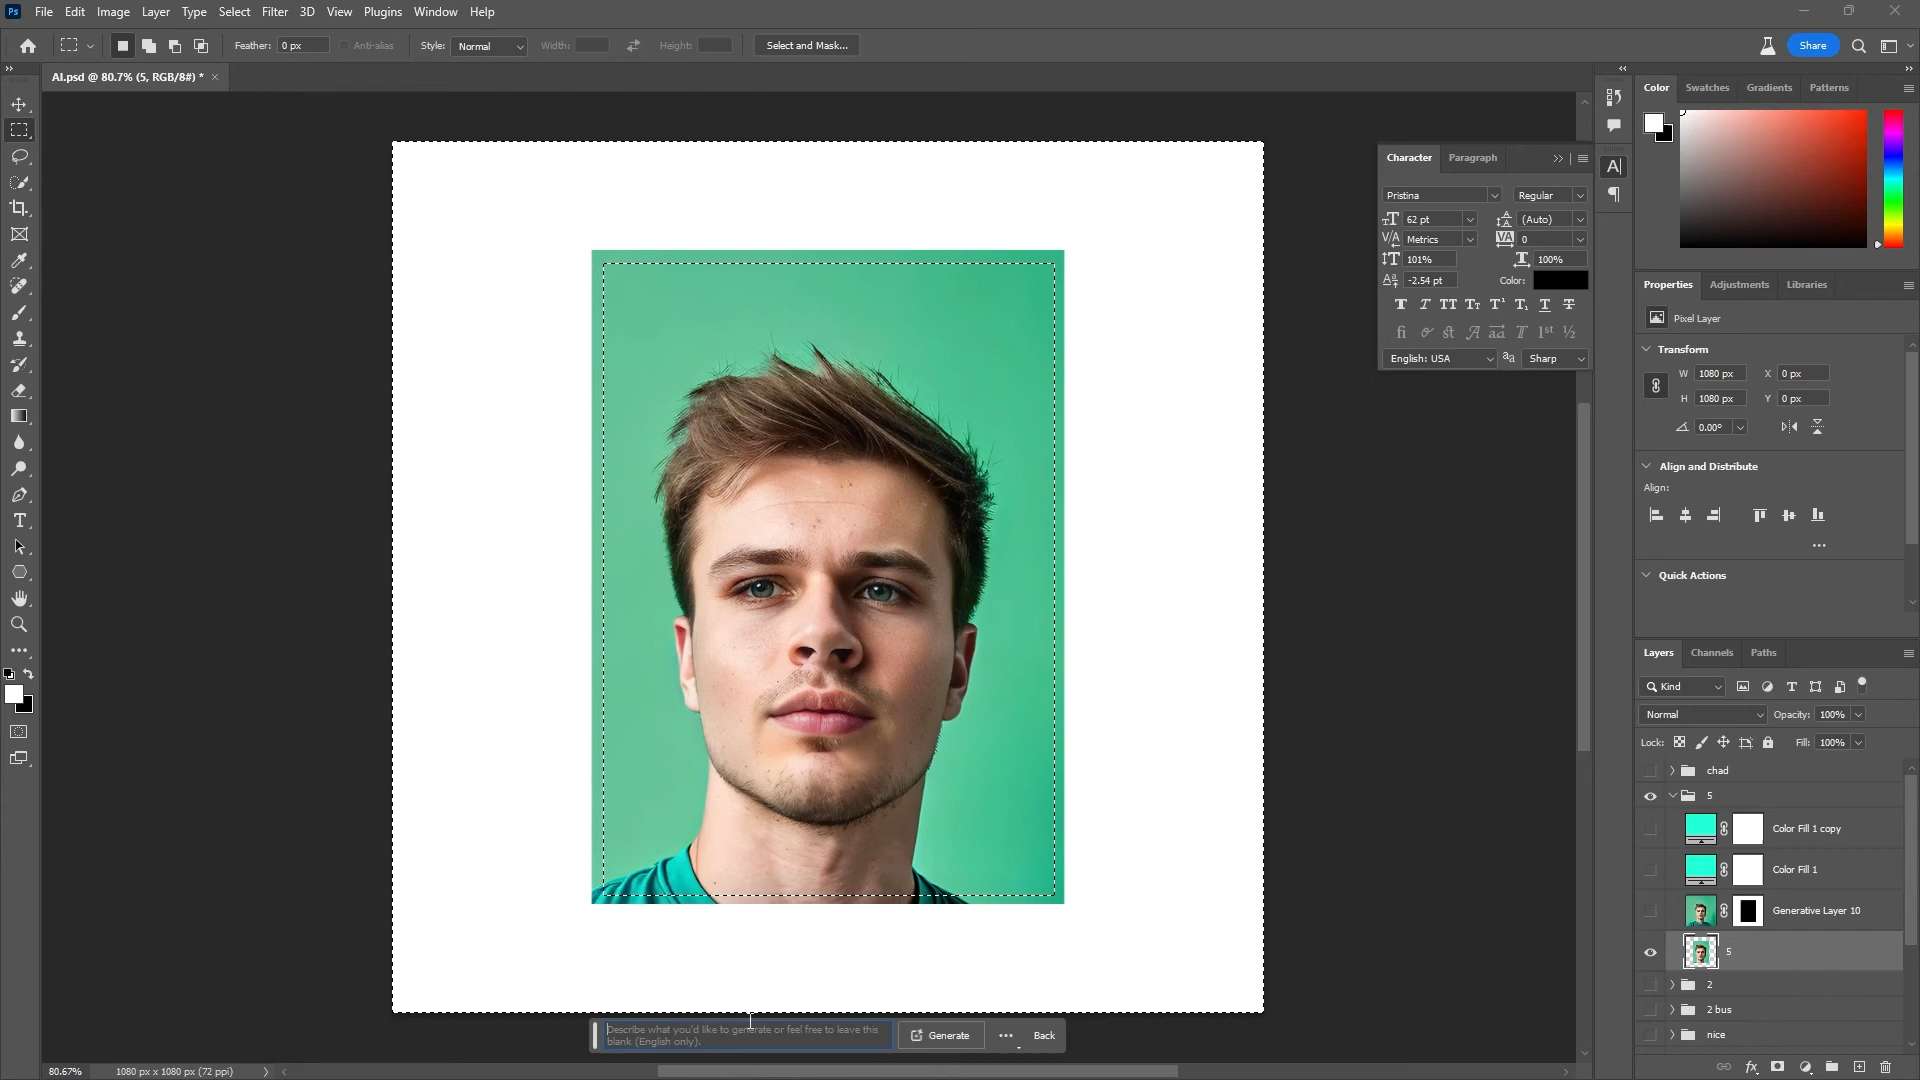 Ps File Edit Image Layer Type Select Filter 3D View Plugins Window Help
Feather: 0 px Anti-alias Style: Normal Width: Height: Select and Mask... Share
AI.psd @ 80.7% (5, RGB/8#) * ×
Color Swatches Gradients Patterns
Character Paragraph
Pristina Regular
62 pt (Auto)
Metrics 0
101% 100%
-2.54 pt Color:
English: USA Sharp
Properties Adjustments Libraries
Pixel Layer
Transform
W 1080 px X 0 px
H 1080 px Y 0 px
0.00°
Align and Distribute
Align:
Quick Actions
Layers Channels Paths
Kind
Normal Opacity: 100%
Lock: Fill: 100%
chad
5
Color Fill 1 copy
Color Fill 1
Generative Layer 10
5
2
2 bus
nice
Describe what you'd like to generate or feel free to leave this
blank (English only).
Generate ... Back
80.67% 1080 px x 1080 px (72 ppi)